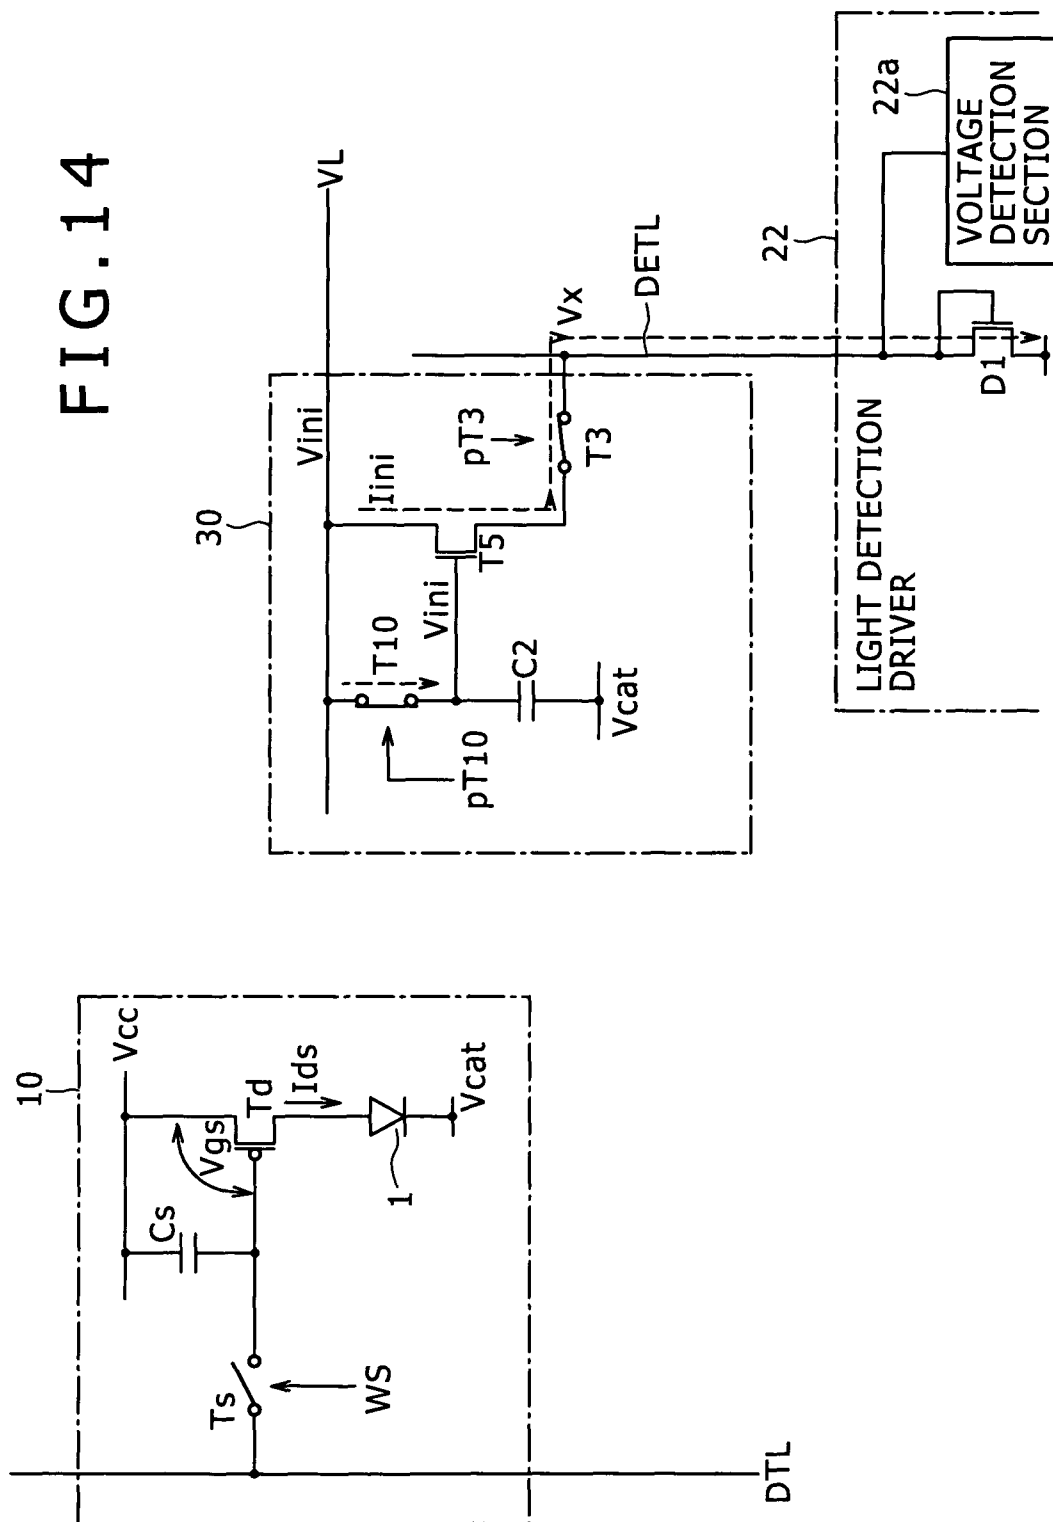 FIG.14
10
Vcc
Cs
Vgs
Td
Ids
1
Vcat
Ts
WS
DTL
30
Vini
VL
T10
pT10
Vini
C2
Vcat
T5
Iini
pT3
T3
Vx
DETL
22
LIGHT DETECTION
DRIVER
D1
22a
VOLTAGE
DETECTION
SECTION